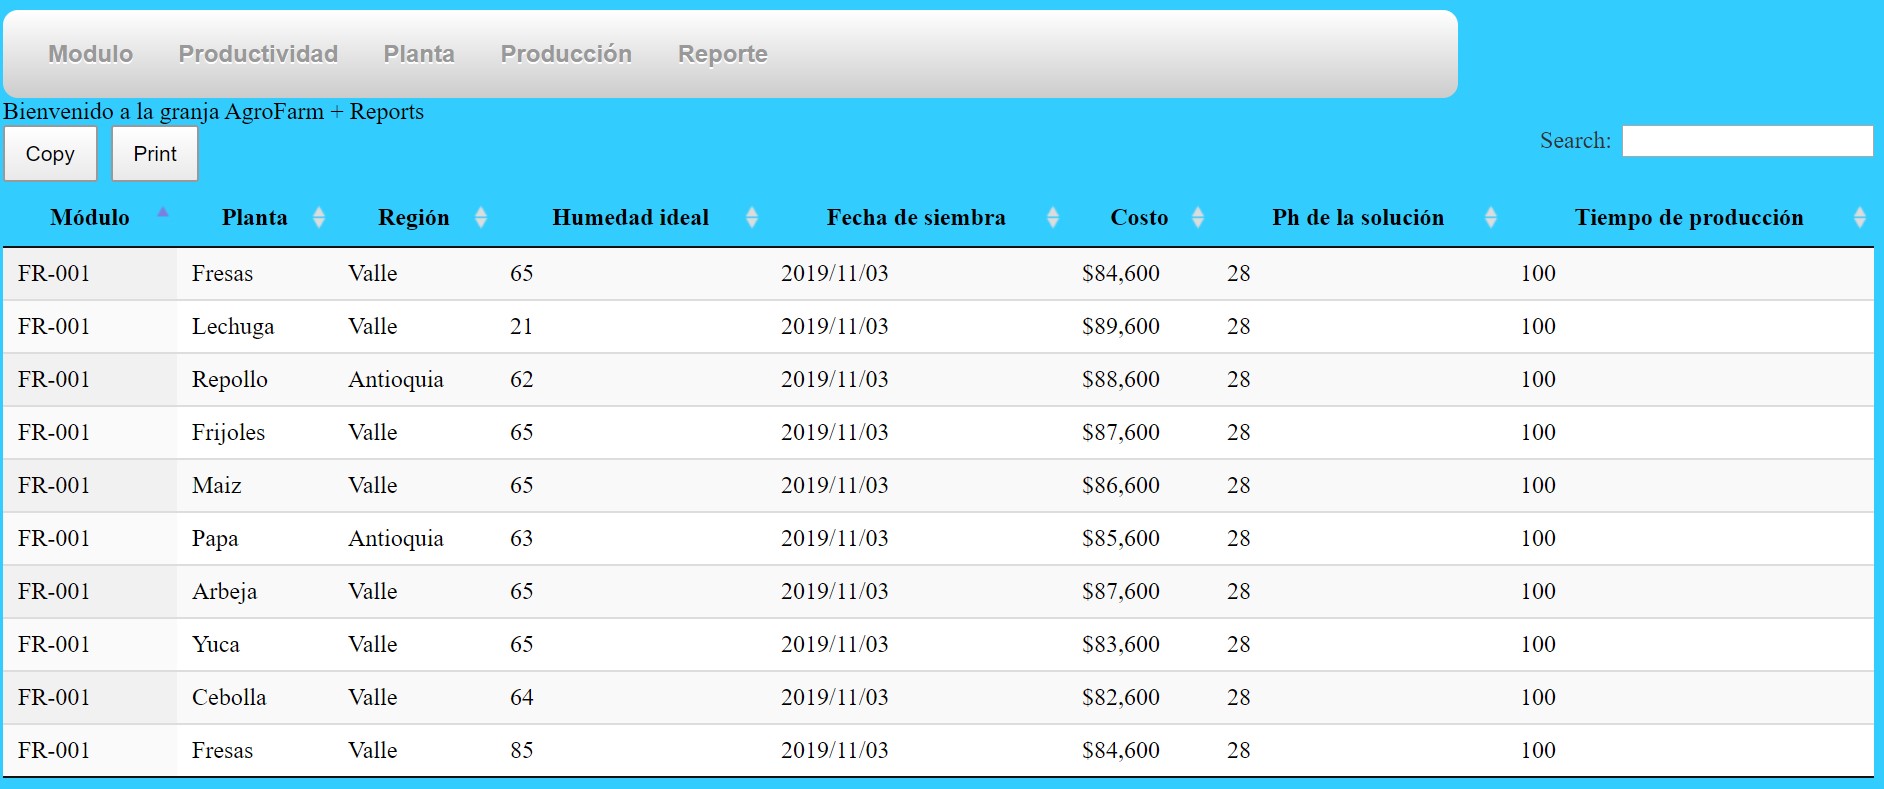 Modulo Productividad Planta Producción Reporte
Bienvenido a la granja AgroFarm + Reports
Copy Print Search:
Módulo Planta Región Humedad ideal Fecha de siembra Costo Ph de la solución Tiempo de producción
FR-001 Fresas Valle 65 2019/11/03 $84,600 28 100
FR-001 Lechuga Valle 21 2019/11/03 $89,600 28 100
FR-001 Repollo Antioquia 62 2019/11/03 $88,600 28 100
FR-001 Frijoles Valle 65 2019/11/03 $87,600 28 100
FR-001 Maiz Valle 65 2019/11/03 $86,600 28 100
FR-001 Papa Antioquia 63 2019/11/03 $85,600 28 100
FR-001 Arbeja Valle 65 2019/11/03 $87,600 28 100
FR-001 Yuca Valle 65 2019/11/03 $83,600 28 100
FR-001 Cebolla Valle 64 2019/11/03 $82,600 28 100
FR-001 Fresas Valle 85 2019/11/03 $84,600 28 100